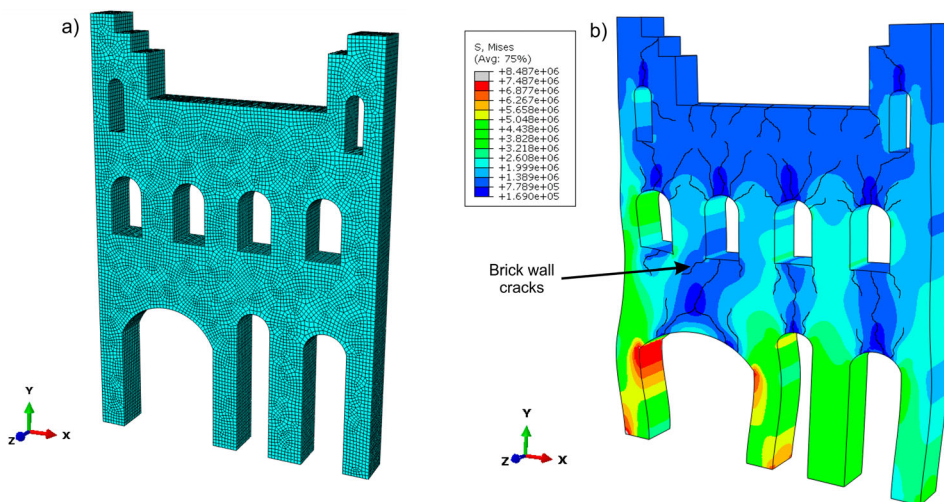 a)
Y
Z
X
S, Mises
(Avg: 75%)
+8.487e+06
+7.487e+06
+6.877e+06
+6.267e+06
+5.658e+06
+5.048e+06
+4.438e+06
+3.828e+06
+3.218e+06
+2.608e+06
+1.999e+06
+1.389e+06
+7.789e+05
+1.690e+05
b)
Brick wall
cracks
Y
Z
X